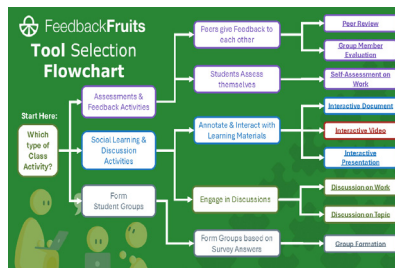 FeedbackFruits
Tool Selection
Flowchart
Start Here:
Which
type of
Class
Activity?
Assessments &
Feedback Activities
Social Learning &
Discussion
Activities
Form
Student Groups
Peers give Feedback to
each other
Students Assess
themselves
Annotate & Interact with
Learning Materials
Engage in Discussions
Form Groups based on
Survey Answers
Peer Review
Group Member
Evaluation
Self-Assessment on
Work
Interactive Document
Interactive Video
Interactive
Presentation
Discussion on Work
Discussion on Topic
Group Formation